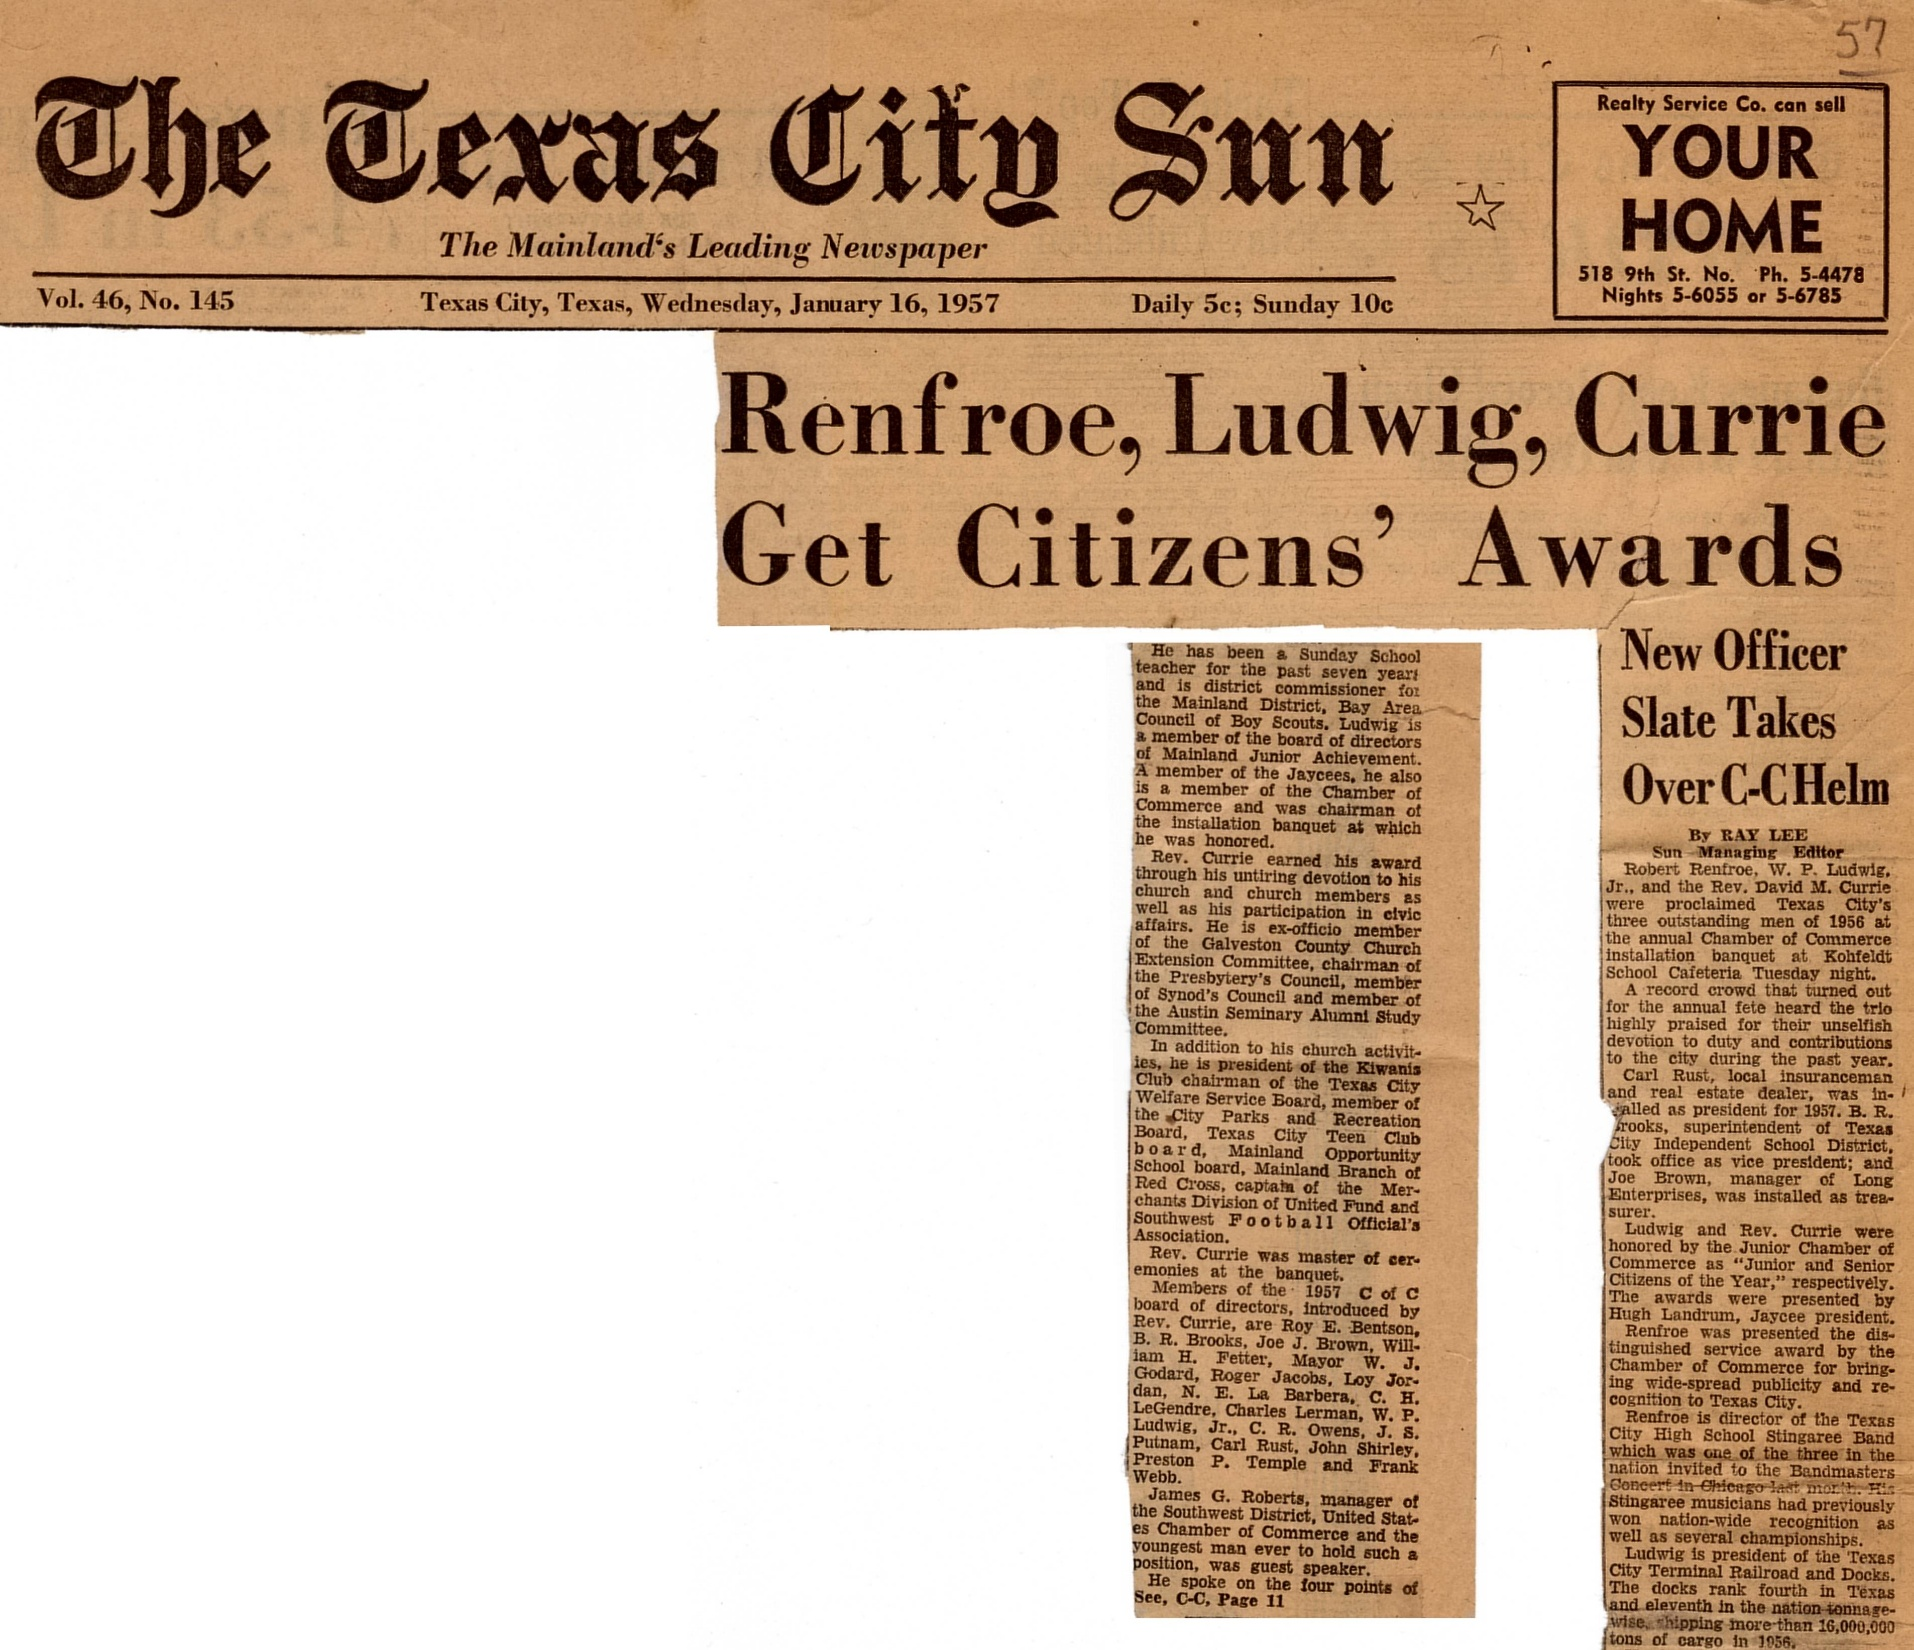 57
The Texas City Sun
The Mainland's Leading Newspaper
Vol. 46, No. 145 Texas City, Texas, Wednesday, January 16, 1957 Daily 5c; Sunday 10c
Realty Service Co. can sell
YOUR
HOME
518 9th St. No. Ph. 5-4478
Nights 5-6055 or 5-6785
Renfroe, Ludwig, Currie
Get Citizens' Awards
New Officer
Slate Takes
Over C-C Helm
By RAY LEE
Sun Managing Editor
Robert Renfroe, W. P. Ludwig,
Jr., and the Rev. David M. Currie
were proclaimed Texas City's
three outstanding men of 1956 at
the annual Chamber of Commerce
installation banquet at Kohfeldt
School Cafeteria Tuesday night.
A record crowd that turned out
for the annual fete heard the trio
highly praised for their unselfish
devotion to duty and contributions
to the city during the past year.
Carl Rust, local insuranceman
and real estate dealer, was in-
alled as president for 1957. B. R.
rooks, superintendent of Texas
City Independent School District,
took office as vice president; and
Joe Brown, manager of Long
Enterprises, was installed as trea-
surer.
Ludwig and Rev. Currie were
honored by the Junior Chamber of
Commerce as "Junior and Senior
Citizens of the Year," respectively.
The awards were presented by
Hugh Landrum, Jaycee president.
Renfroe was presented the dis-
tinguished service award by the
Chamber of Commerce for bring-
ing wide-spread publicity and re-
cognition to Texas City.
Renfroe is director of the Texas
City High School Stingaree Band
which was one of the three in the
nation invited to the Bandmasters
Concert in Chicago last month. His
Stingaree musicians had previously
won nation-wide recognition as
well as several championships.
Ludwig is president of the Texas
City Terminal Railroad and Docks.
The docks rank fourth in Texas
and eleventh in the nation tonnage-
wise, shipping more than 16,000,000
tons of cargo in 1956.
He has been a Sunday School
teacher for the past seven years
and is district commissioner for
the Mainland District, Bay Area
Council of Boy Scouts. Ludwig is
a member of the board of directors
of Mainland Junior Achievement.
A member of the Jaycees, he also
is a member of the Chamber of
Commerce and was chairman of
the installation banquet at which
he was honored.
Rev. Currie earned his award
through his untiring devotion to his
church and church members as
well as his participation in civic
affairs. He is ex-officio member
of the Galveston County Church
Extension Committee, chairman of
the Presbytery's Council, member
of Synod's Council and member of
the Austin Seminary Alumni Study
Committee.
In addition to his church activit-
ies, he is president of the Kiwanis
Club chairman of the Texas City
Welfare Service Board, member of
the City Parks and Recreation
Board, Texas City Teen Club
board, Mainland Opportunity
School board, Mainland Branch of
Red Cross, captain of the Mer-
chants Division of United Fund and
Southwest Football Official's
Association.
Rev. Currie was master of cer-
emonies at the banquet.
Members of the 1957 C of C
board of directors, introduced by
Rev. Currie, are Roy E. Bentson,
B. R. Brooks, Joe J. Brown, Will-
iam H. Fetter, Mayor W. J.
Godard, Roger Jacobs, Loy Jor-
dan, N. E. La Barbera, C. H.
LeGendre, Charles Lerman, W. P.
Ludwig, Jr., C. R. Owens, J. S.
Putnam, Carl Rust, John Shirley,
Preston P. Temple and Frank
Webb.
James G. Roberts, manager of
the Southwest District, United Stat-
es Chamber of Commerce and the
youngest man ever to hold such a
position, was guest speaker.
He spoke on the four points of
See, C-C, Page 11